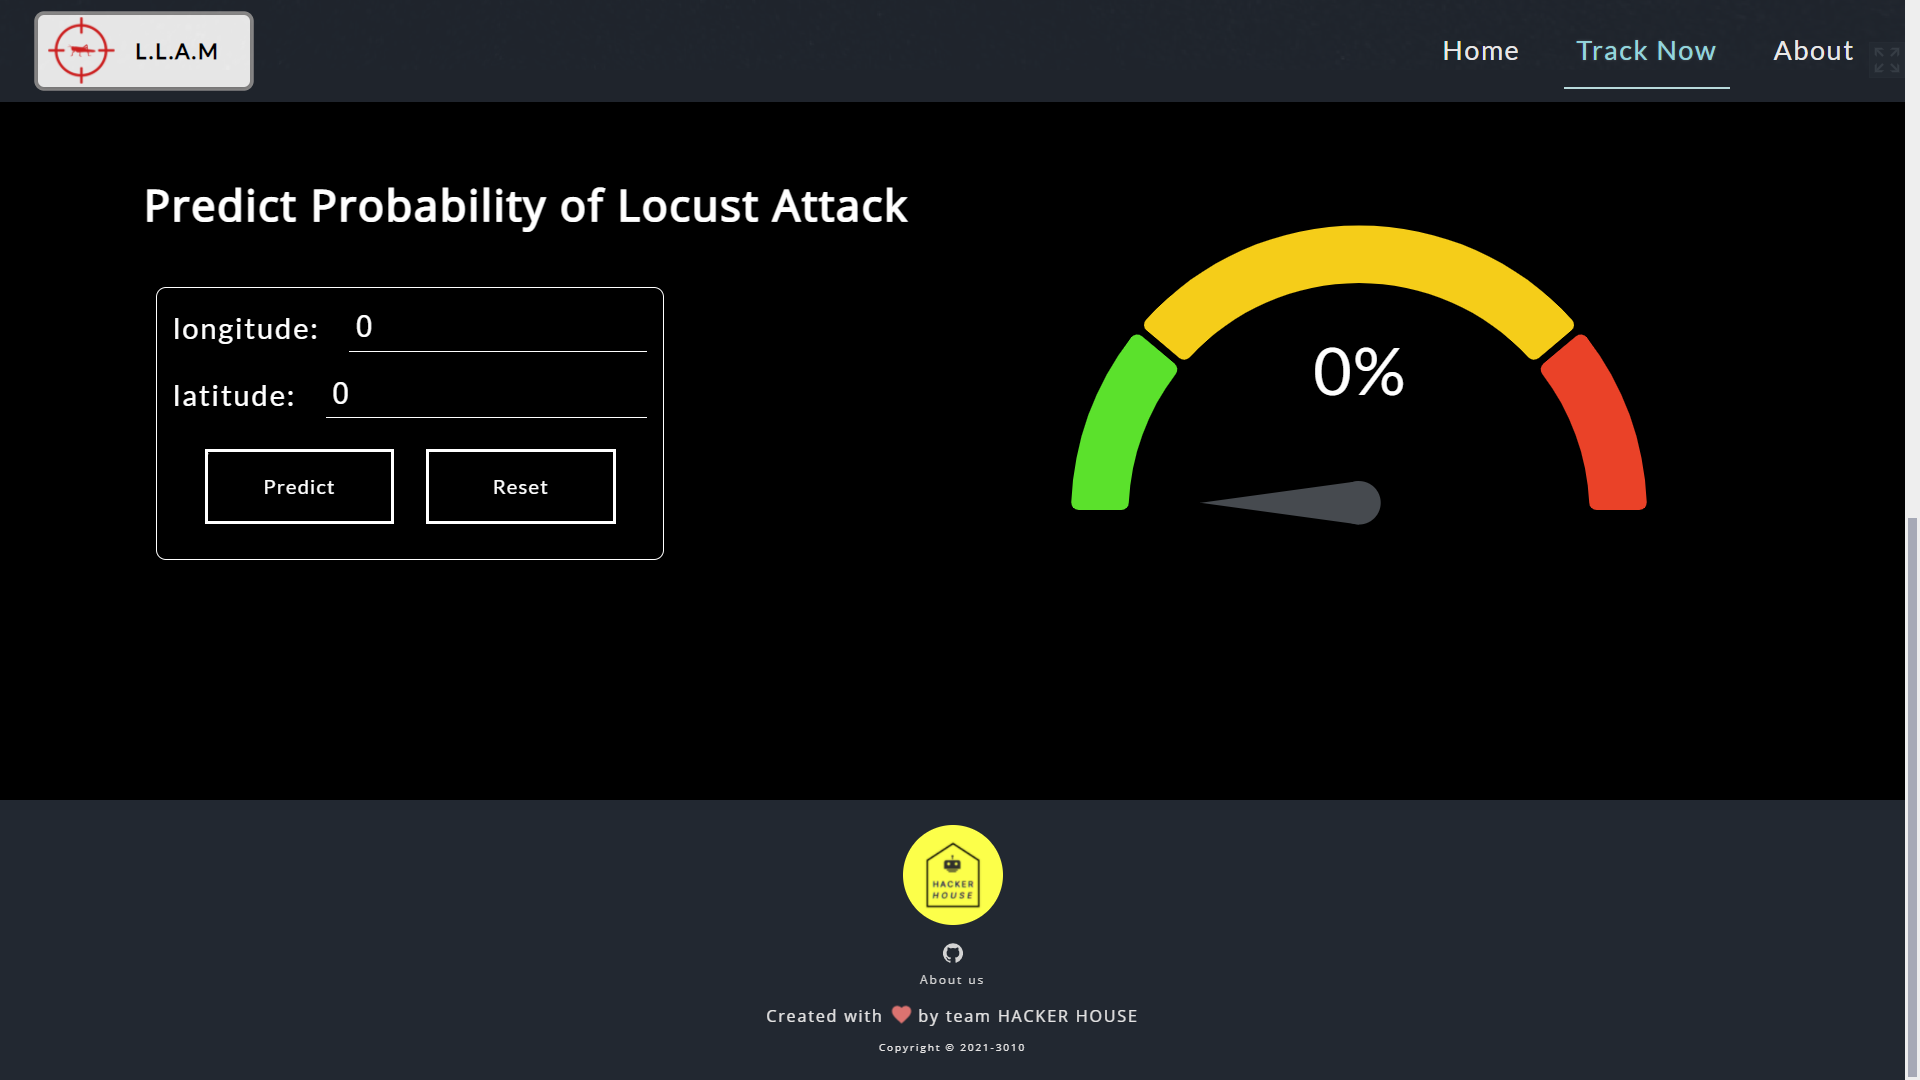 L.L.A.M
Home
Track Now
About
Predict Probability of Locust Attack
longitude: 0
latitude: 0
Predict
Reset
0%
HACKER
HOUSE
About us
Created with ❤ by team HACKER HOUSE
Copyright © 2021-3010